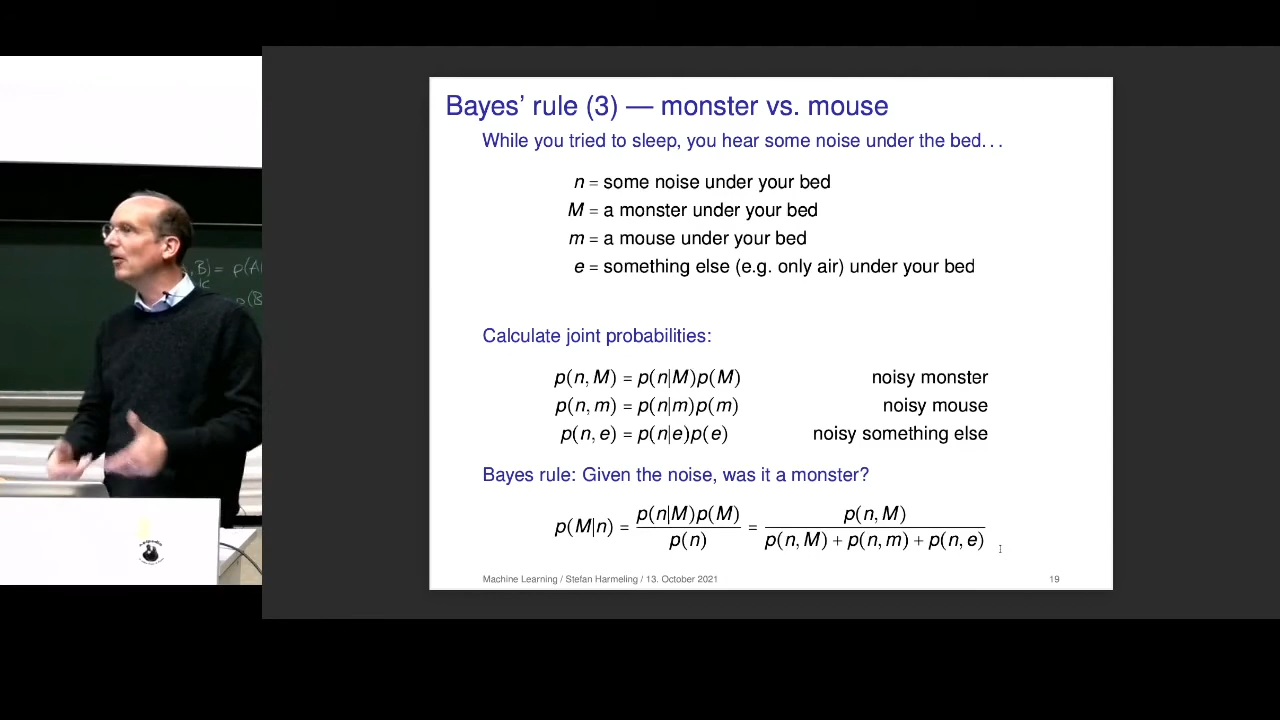 Bayes' rule (3) — monster vs. mouse
While you tried to sleep, you hear some noise under the bed...
n = some noise under your bed
M = a monster under your bed
m = a mouse under your bed
e = something else (e.g. only air) under your bed
Calculate joint probabilities:
p(n, M) = p(n|M)p(M) noisy monster
p(n, m) = p(n|m)p(m) noisy mouse
p(n, e) = p(n|e)p(e) noisy something else
Bayes rule: Given the noise, was it a monster?
p(M|n) = p(n|M)p(M) / p(n) = p(n, M) / p(n, M) + p(n, m) + p(n, e)
Machine Learning / Stefan Harmeling / 13. October 2021 19
, B) = p(A
p(B